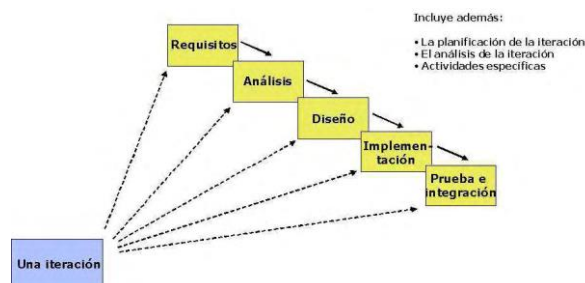 Incluye además:
• La planificación de la iteración
• El análisis de la iteración
• Actividades específicas
Requisitos
Análisis
Diseño
Implemen-
tación
Prueba e
integración
Una iteración